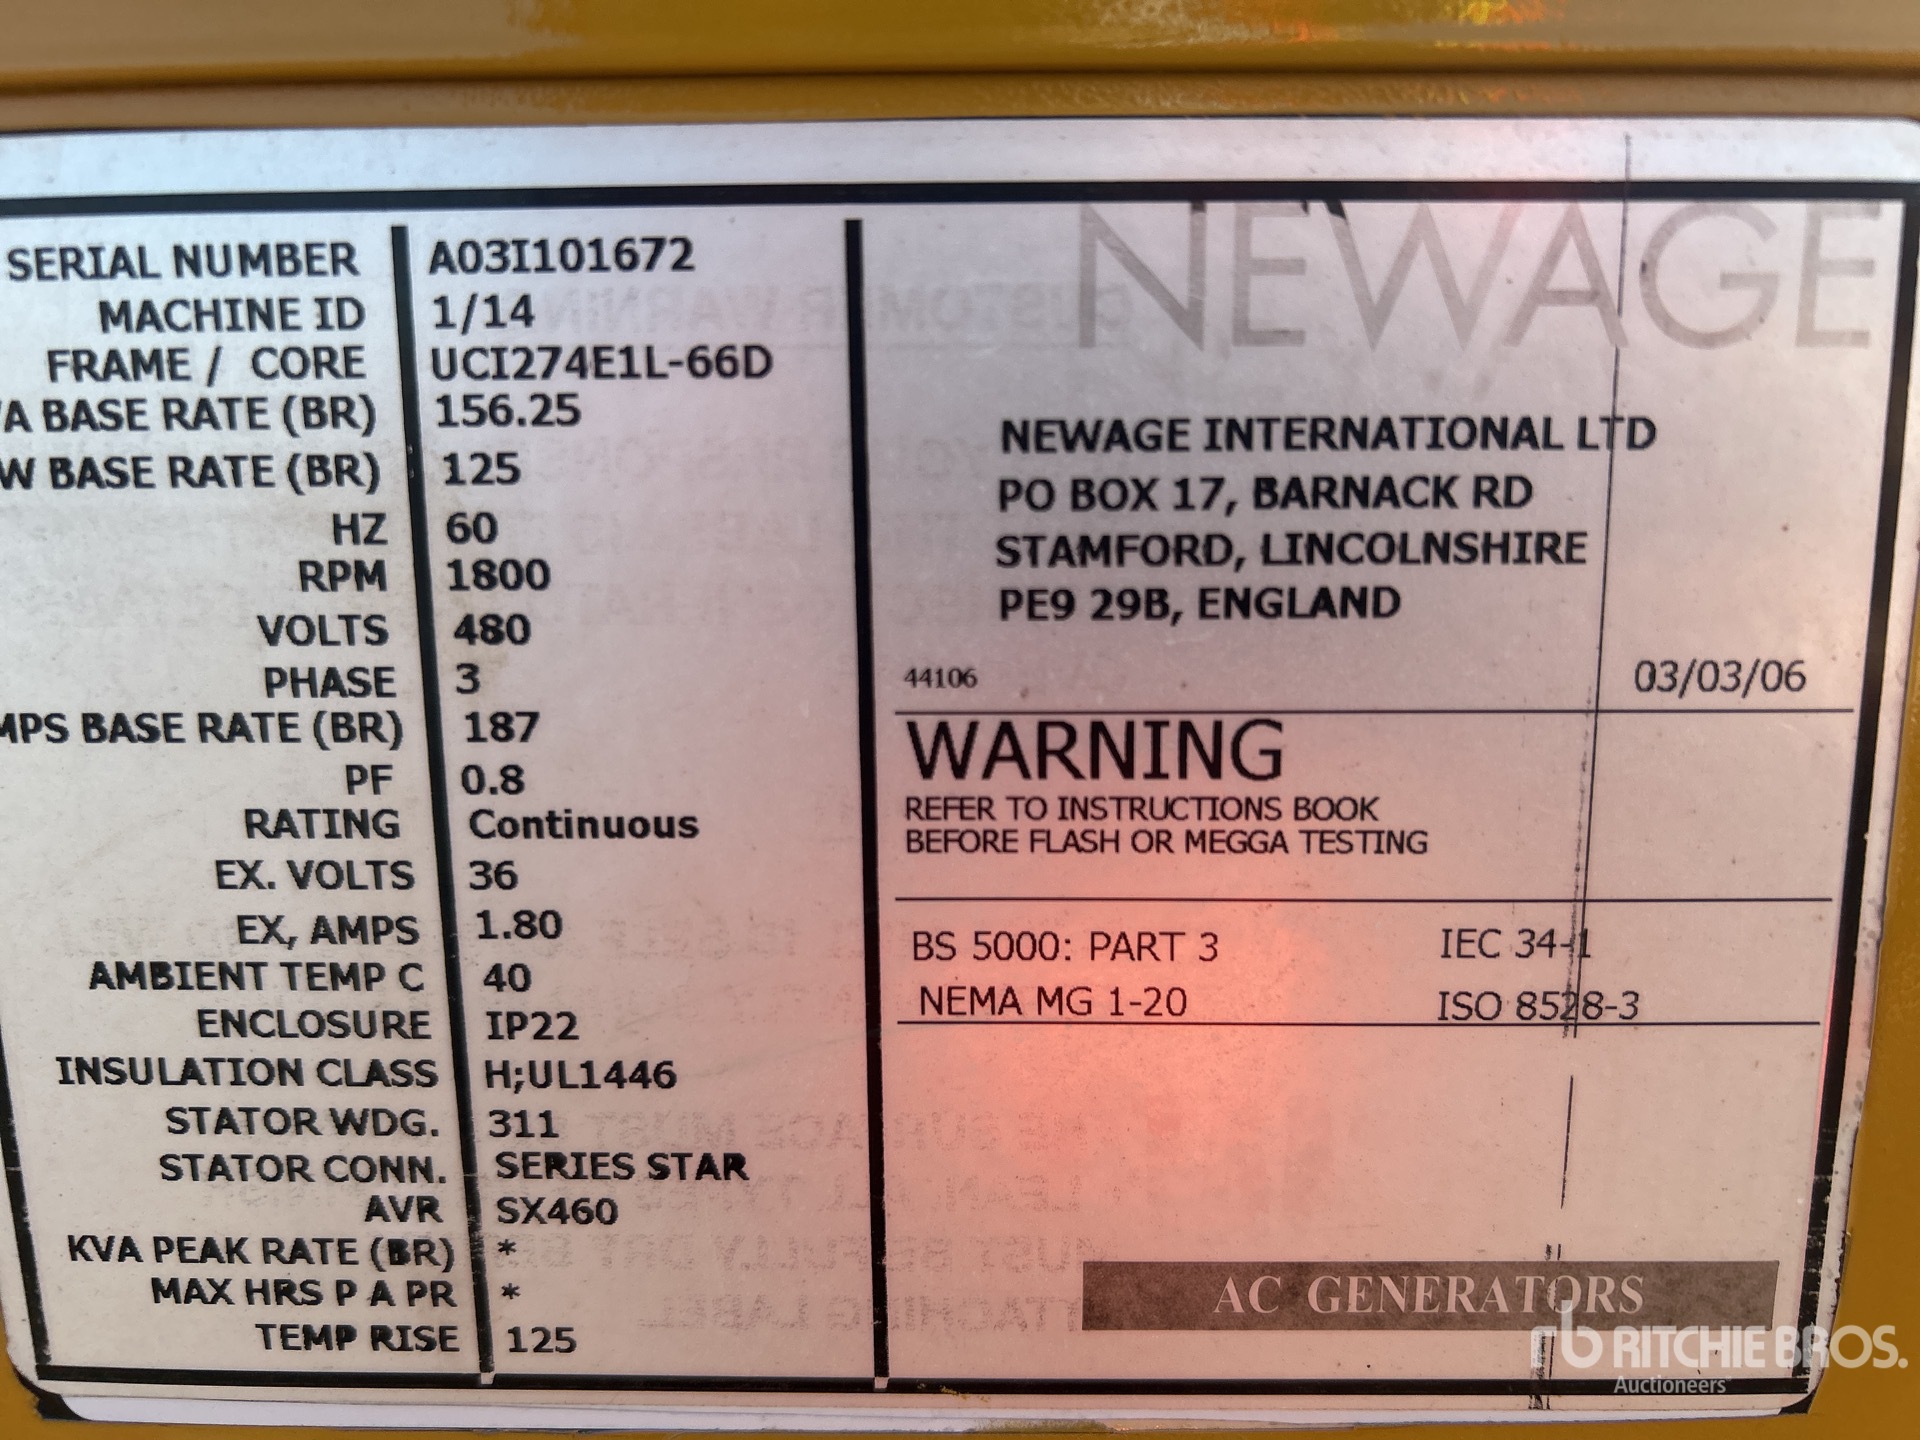 SERIAL NUMBER A03I101672
MACHINE ID 1/14
FRAME / CORE UCI274E1L-66D
A BASE RATE (BR) 156.25
W BASE RATE (BR) 125
HZ 60
RPM 1800
VOLTS 480
PHASE 3
MPS BASE RATE (BR) 187
PF 0.8
RATING Continuous
EX. VOLTS 36
EX, AMPS 1.80
AMBIENT TEMP C 40
ENCLOSURE IP22
INSULATION CLASS H;UL1446
STATOR WDG. 311
STATOR CONN. SERIES STAR
AVR SX460
KVA PEAK RATE (BR) *
MAX HRS P A PR *
TEMP RISE 125
NEWAGE
NEWAGE INTERNATIONAL LTD
PO BOX 17, BARNACK RD
STAMFORD, LINCOLNSHIRE
PE9 29B, ENGLAND
44106 03/03/06
WARNING
REFER TO INSTRUCTIONS BOOK
BEFORE FLASH OR MEGGA TESTING
BS 5000: PART 3 IEC 34-1
NEMA MG 1-20 ISO 8528-3
AC GENERATORS
rb RITCHIE BROS.
Auctioneers